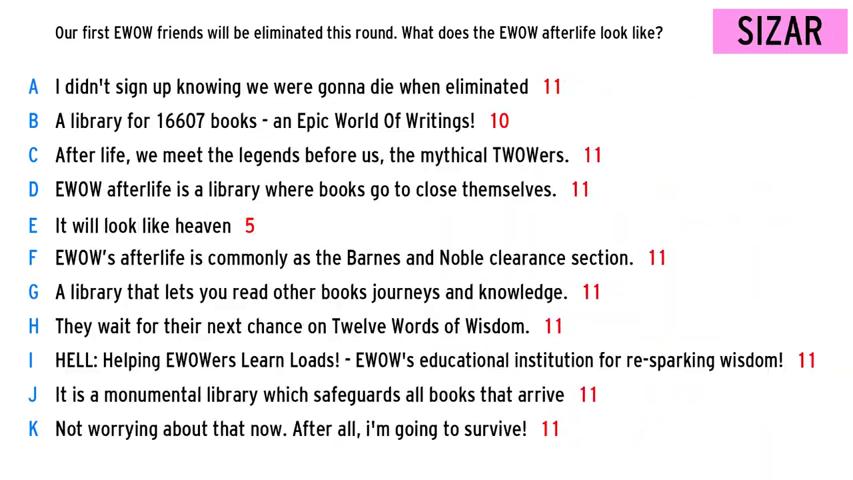 Our first EWOW friends will be eliminated this round. What does the EWOW afterlife look like?
SIZAR
A I didn't sign up knowing we were gonna die when eliminated 11
B A library for 16607 books - an Epic World Of Writings! 10
C After life, we meet the legends before us, the mythical TWOWers. 11
D EWOW afterlife is a library where books go to close themselves. 11
E It will look like heaven 5
F EWOW’s afterlife is commonly as the Barnes and Noble clearance section. 11
G A library that lets you read other books journeys and knowledge. 11
H They wait for their next chance on Twelve Words of Wisdom. 11
I HELL: Helping EWOWers Learn Loads! - EWOW's educational institution for re-sparking wisdom! 11
J It is a monumental library which safeguards all books that arrive 11
K Not worrying about that now. After all, i'm going to survive! 11